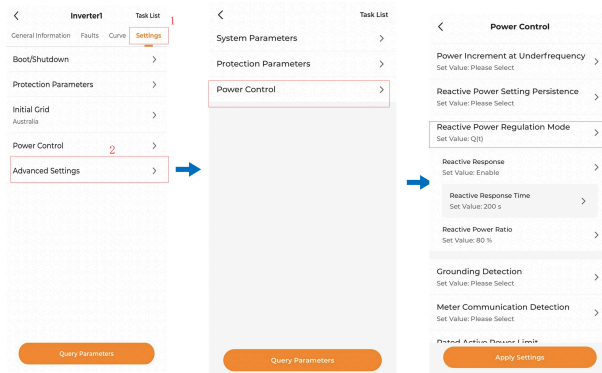 Inverter1
Task List
1
General Information Faults Curve Settings
Boot/Shutdown
Protection Parameters
Initial Grid
Australia
Power Control
2
Advanced Settings
Query Parameters
Task List
System Parameters
Protection Parameters
Power Control
Query Parameters
Power Control
Power Increment at Underfrequency
Set Value: Please Select
Reactive Power Setting Persistence
Set Value: Please Select
Reactive Power Regulation Mode
Set Value: Q(t)
Reactive Response
Set Value: Enable
Reactive Response Time
Set Value: 200 s
Reactive Power Ratio
Set Value: 80 %
Grounding Detection
Set Value: Please Select
Meter Communication Detection
Set Value: Please Select
Rated Active Power Limit
Apply Settings